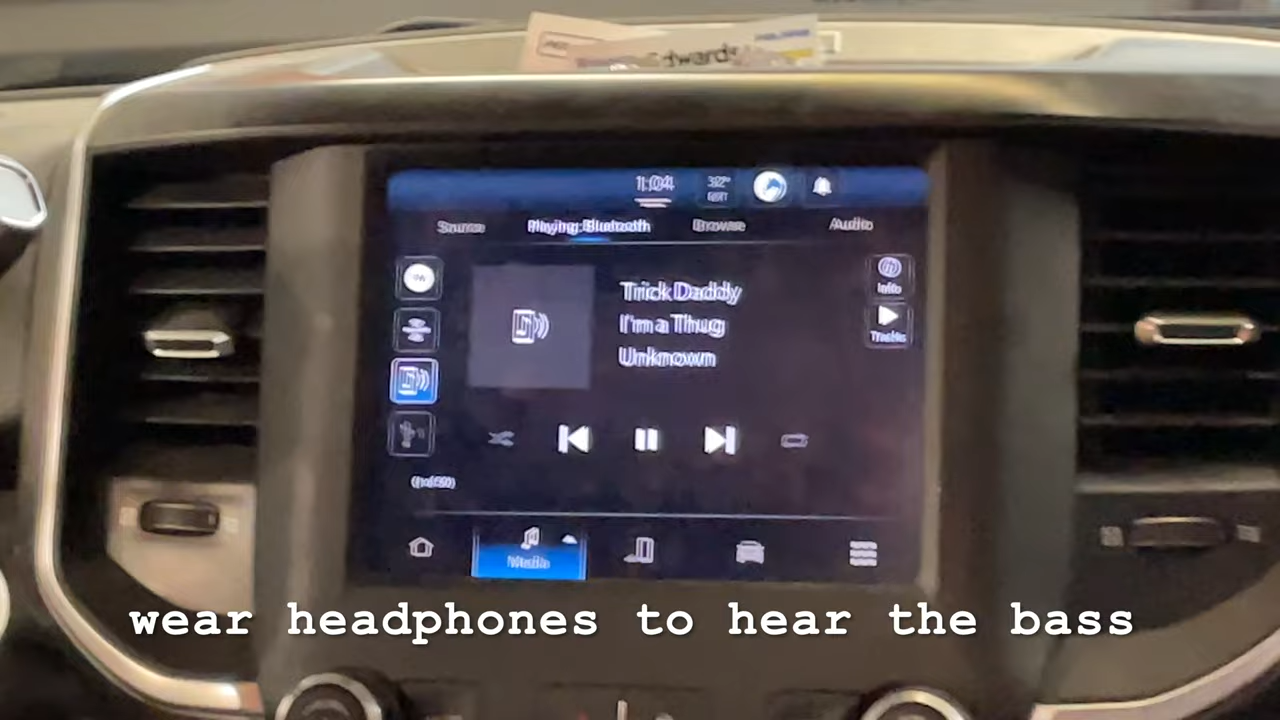 Edwards
1:04
Source
Playing: Bluetooth
Browse
Audio
Trick Daddy
I'm a Thug
Unknown
Info
Tracks
Media
wear headphones to hear the bass